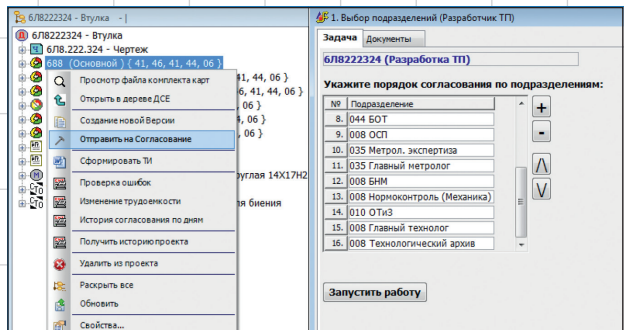 6Л8222324 - Втулка - |
6Л8222324 - Втулка
6Л8.222.324 - Чертеж
688 (Основной ) { 41, 46, 41, 44, 06 }
Просмотр файла комплекта карт
41, 44, 06 }
Открыть в дереве ДСЕ
6, 41, 44, 06 }
, 06 }
Создание новой Версии
4, 06 }
Отправить на Согласование
, 06 }
Сформировать ТИ
руглая 14Х17Н2
Проверка ошибок
Изменение трудоемкости
ля биения
История согласования по дням
Получить историю проекта
Удалить из проекта
Раскрыть все
Обновить
Свойства...
1. Выбор подразделений (Разработчик ТП)
Задача Документы
6Л8222324 (Разработка ТП)
Укажите порядок согласования по подразделениям:
№ Подразделение
8. 044 БОТ
9. 008 ОСП
10. 035 Метрол. экспертиза
11. 035 Главный метролог
12. 008 БНМ
13. 008 Нормоконтроль (Механика)
14. 010 ОТиЗ
15. 008 Главный технолог
16. 008 Технологический архив
+
-
/\
\/
Запустить работу